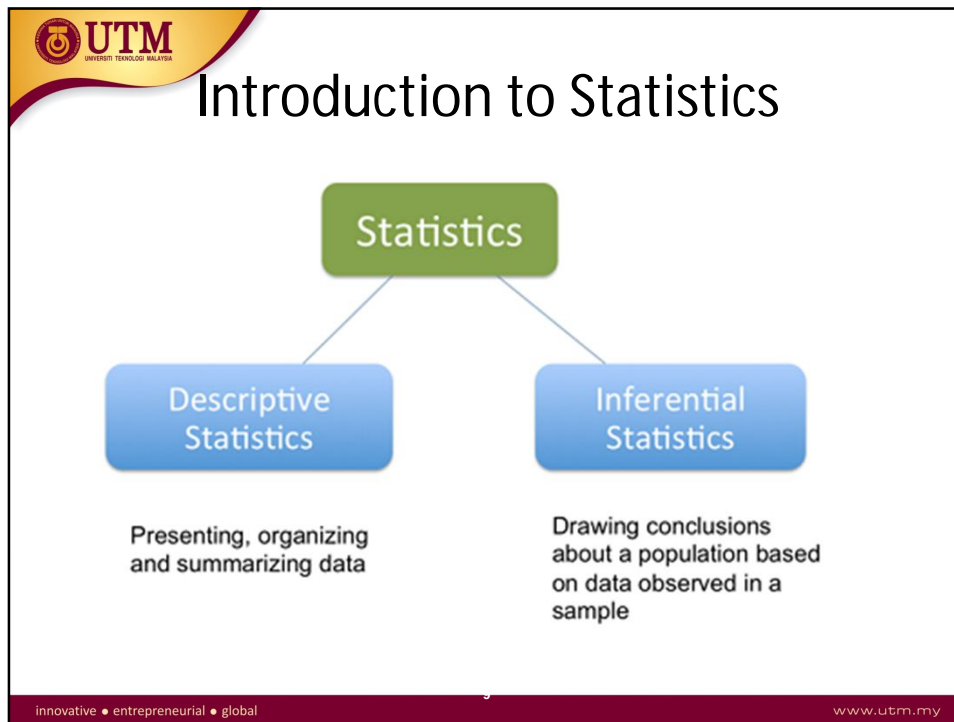 UTM
UNIVERSITI TEKNOLOGI MALAYSIA
Introduction to Statistics
Statistics
Descriptive
Statistics
Inferential
Statistics
Presenting, organizing
and summarizing data
Drawing conclusions
about a population based
on data observed in a
sample
innovative ● entrepreneurial ● global
www.utm.my